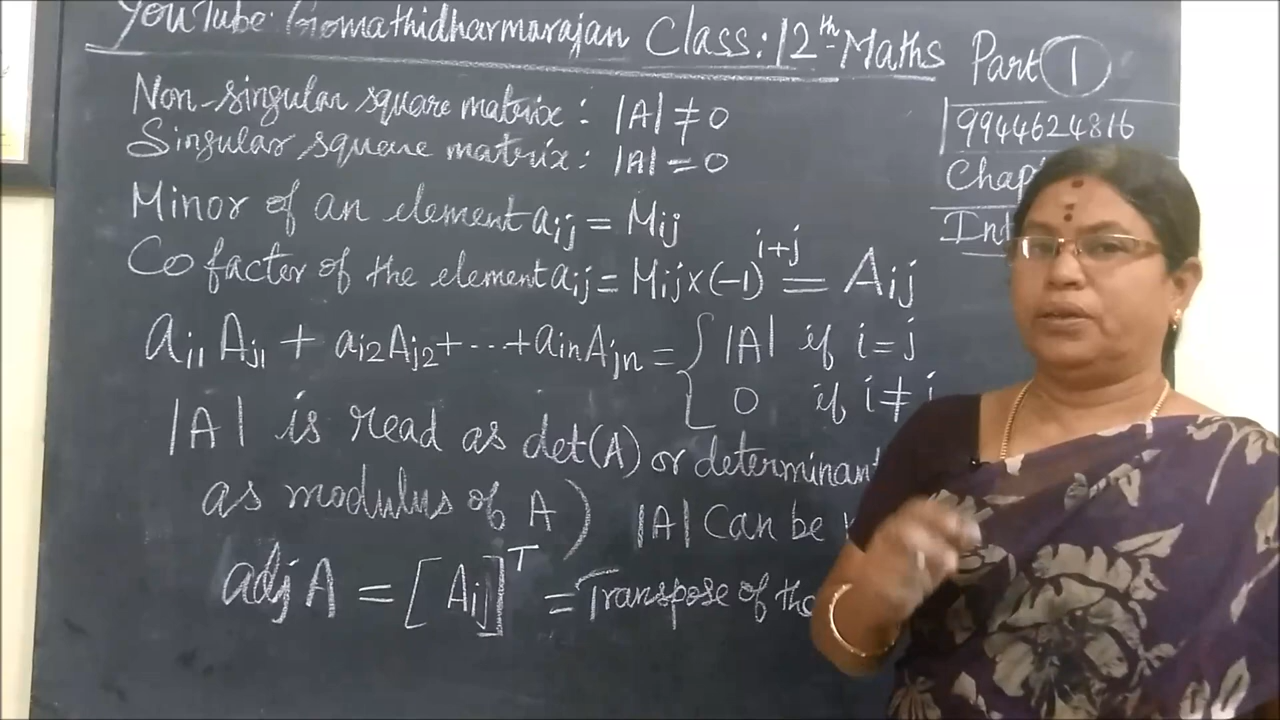 YouTube: Gomathidharmarajan Class: 12th Maths Part 1
9944624816
Non-singular square matrix: |A| ≠ 0
Singular square matrix: |A| = 0
Minor of an element aij = Mij
Cofactor of the element aij = Mij×(-1)^i+j = Aij
ai1 Aj1 + ai2 Aj2 + ... + ain Ajn = { |A| if i=j
0 if i≠j
|A| is read as det(A) or determinant
as modulus of A) |A| Can be
adj A = [Aij]^T = Transpose of the